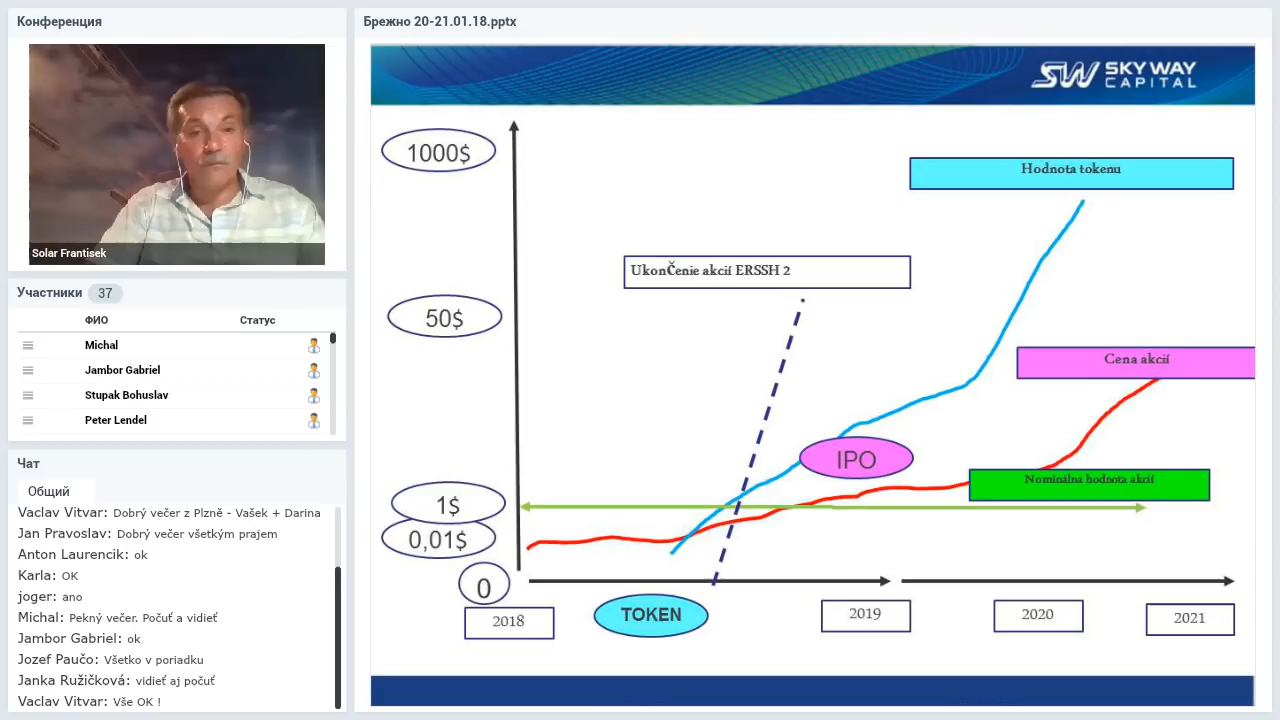 Конференция
Solar Frantisek
Участники 37
ФИО Статус
Michal
Jambor Gabriel
Stupak Bohuslav
Peter Lendel
Чат
Общий
Vaclav Vitvar: Dobrý večer z Plzně - Vašek + Darina
Jan Pravoslav: Dobrý večer všetkým prajem
Anton Laurencik: ok
Karla: OK
joger: ano
Michal: Pekný večer. Počuť a vidieť
Jambor Gabriel: ok
Jozef Paučo: Všetko v poriadku
Janka Ružičková: vidieť aj počuť
Vaclav Vitvar: Vše OK !
Брежно 20-21.01.18.pptx
SW SKY WAY
CAPITAL
1000$
Hodnota tokenu
UkonČenie akcií ERSSH 2
50$
Cena akcií
IPO
Nominálna hodnota akcií
1$
0,01$
0
TOKEN
2018
2019
2020
2021